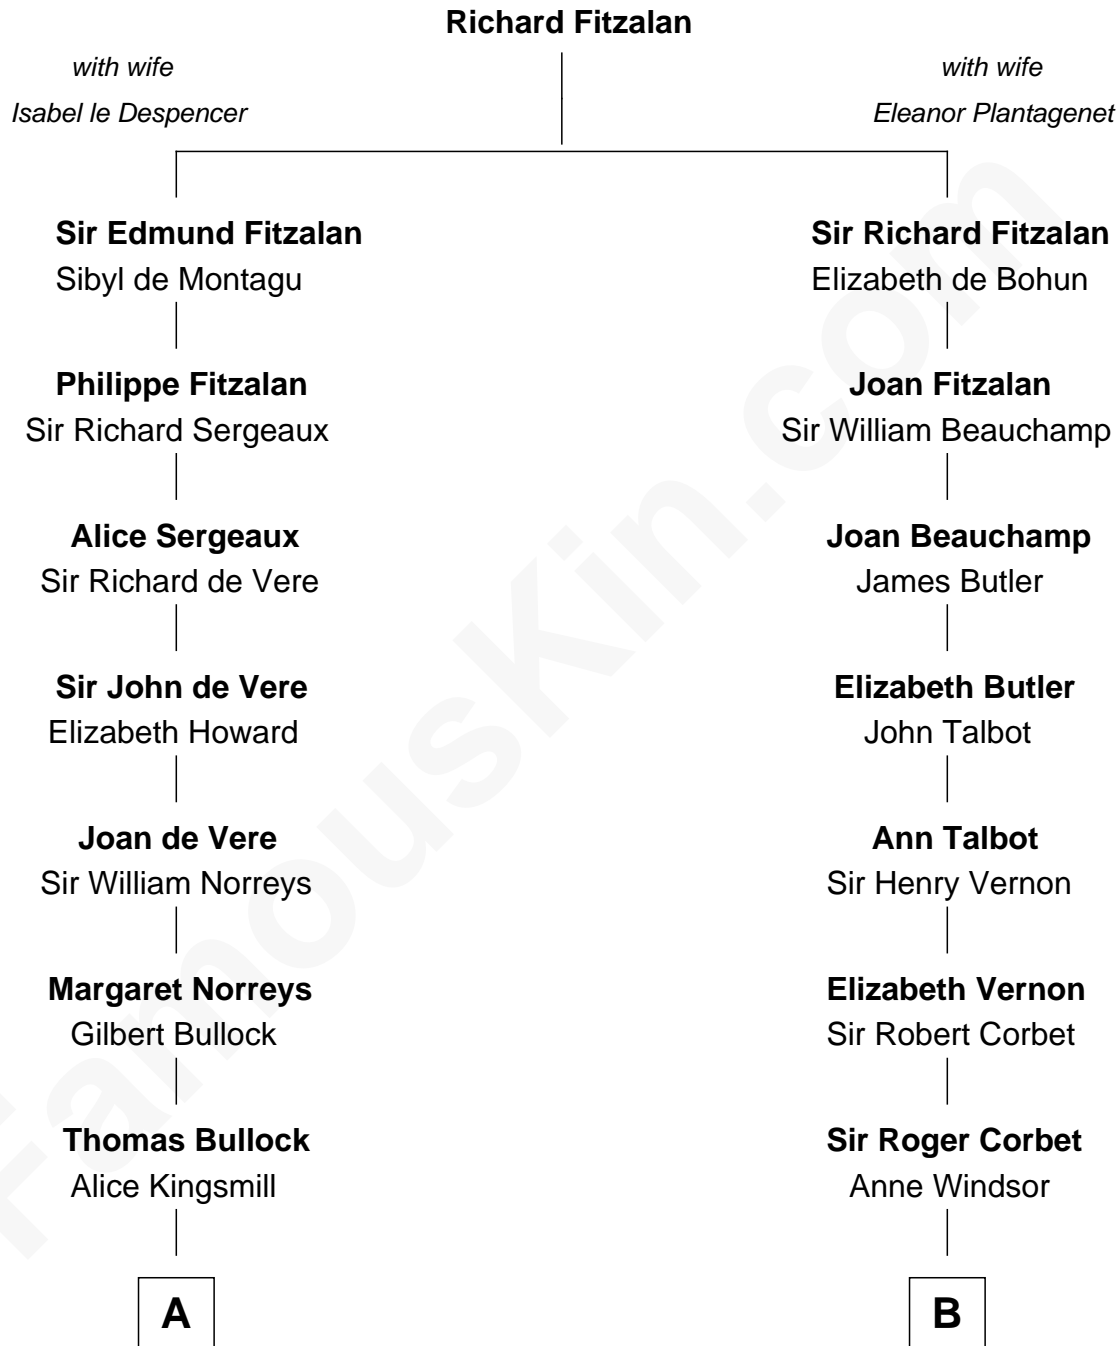 Richard Fitzalan
with wife
Isabel le Despencer
with wife
Eleanor Plantagenet
Sir Edmund Fitzalan
Sibyl de Montagu
Sir Richard Fitzalan
Elizabeth de Bohun
Philippe Fitzalan
Sir Richard Sergeaux
Joan Fitzalan
Sir William Beauchamp
Alice Sergeaux
Sir Richard de Vere
Joan Beauchamp
James Butler
Sir John de Vere
Elizabeth Howard
Elizabeth Butler
John Talbot
Joan de Vere
Sir William Norreys
Ann Talbot
Sir Henry Vernon
Margaret Norreys
Gilbert Bullock
Elizabeth Vernon
Sir Robert Corbet
Thomas Bullock
Alice Kingsmill
Sir Roger Corbet
Anne Windsor
A
B
FamousKin.com